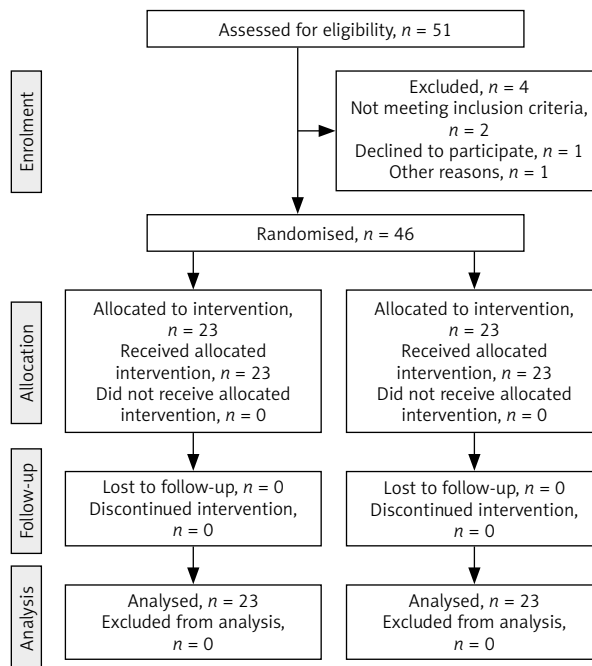 Assessed for eligibility, n = 51
Enrolment
Excluded, n = 4
Not meeting inclusion criteria,
n = 2
Declined to participate, n = 1
Other reasons, n = 1
Randomised, n = 46
Allocation
Allocated to intervention,
n = 23
Received allocated
intervention, n = 23
Did not receive allocated
intervention, n = 0
Allocated to intervention,
n = 23
Received allocated
intervention, n = 23
Did not receive allocated
intervention, n = 0
Follow-up
Lost to follow-up, n = 0
Discontinued intervention,
n = 0
Lost to follow-up, n = 0
Discontinued intervention,
n = 0
Analysis
Analysed, n = 23
Excluded from analysis,
n = 0
Analysed, n = 23
Excluded from analysis,
n = 0